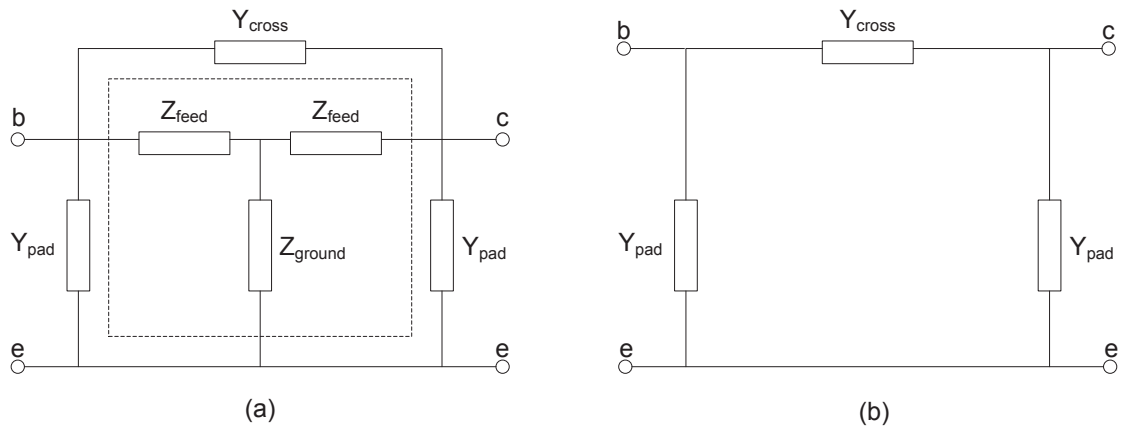 Y_cross
b
Z_feed
Z_feed
c
Y_pad
Z_ground
Y_pad
e
e
(a)
b
Y_cross
c
Y_pad
Y_pad
e
e
(b)